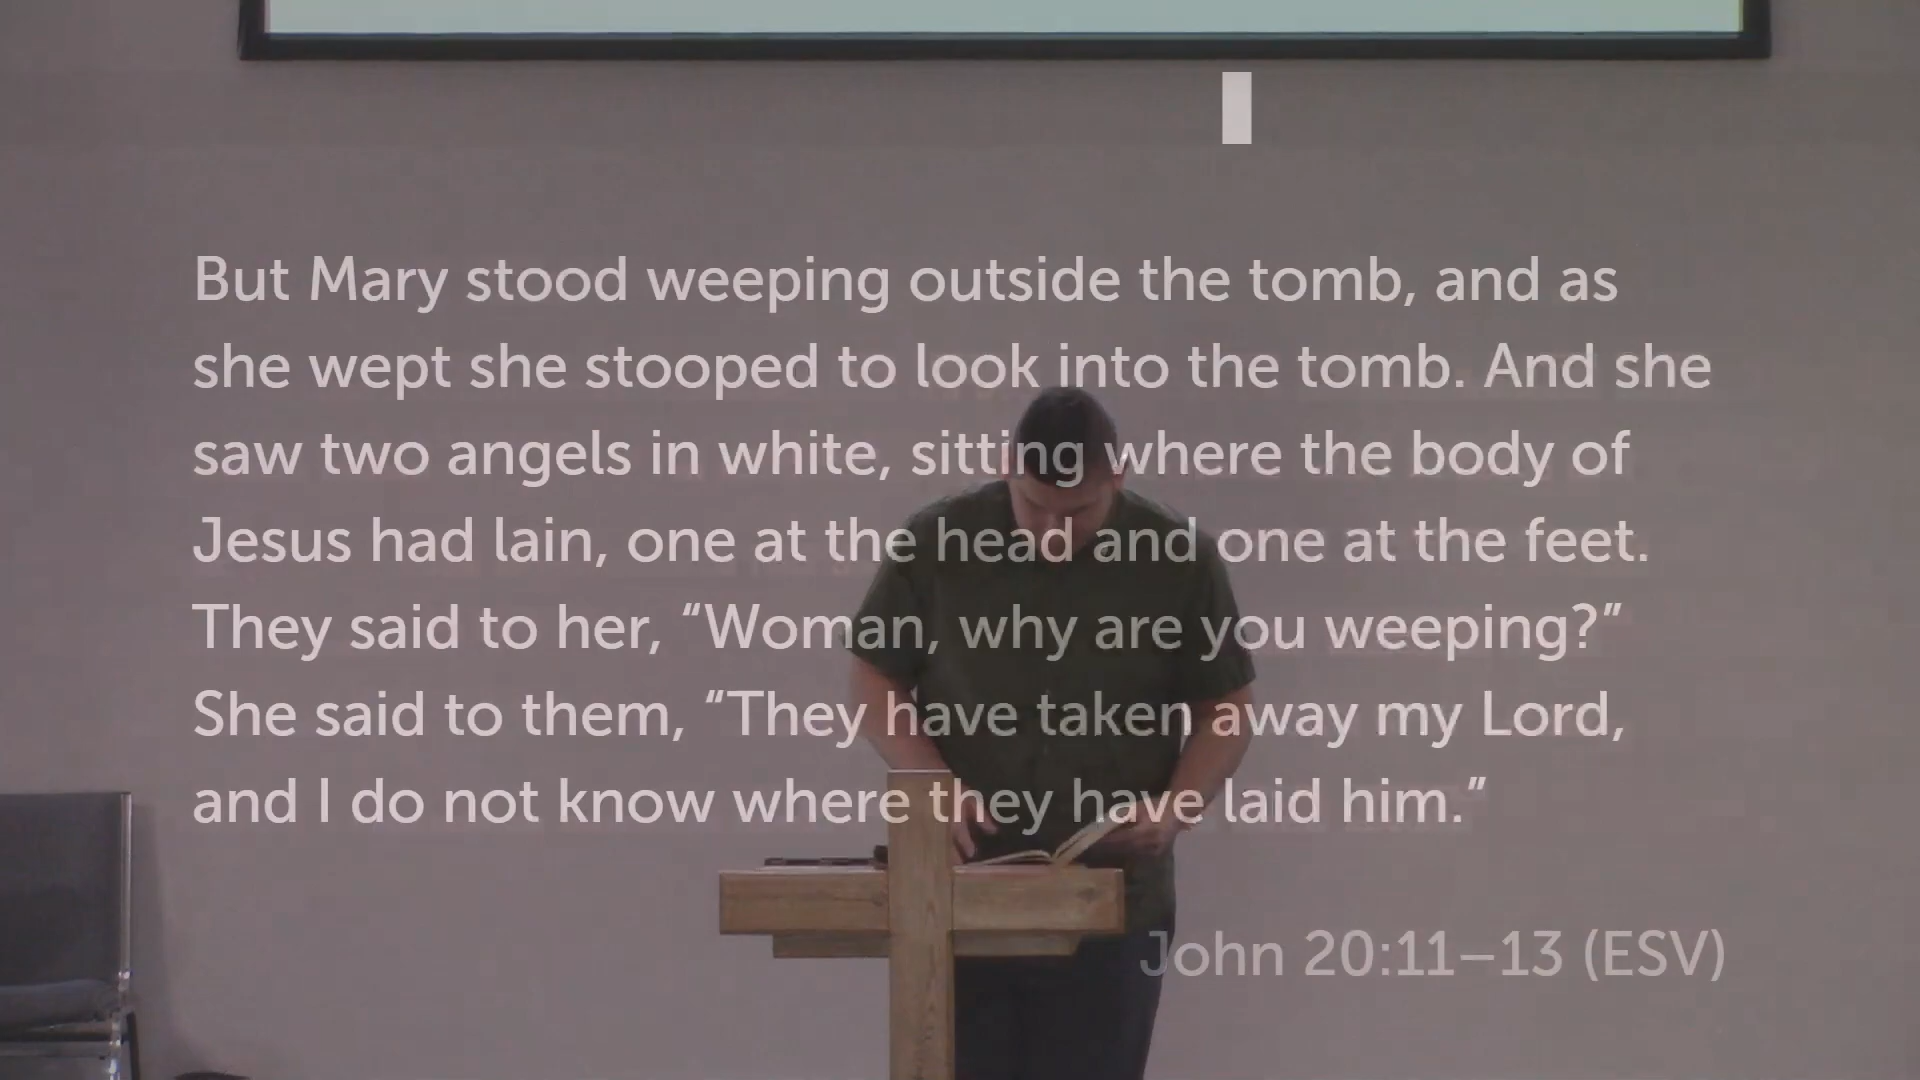 But Mary stood weeping outside the tomb, and as
she wept she stooped to look into the tomb. And she
saw two angels in white, sitting where the body of
Jesus had lain, one at the head and one at the feet.
They said to her, “Woman, why are you weeping?”
She said to them, “They have taken away my Lord,
and I do not know where they have laid him.”
John 20:11–13 (ESV)